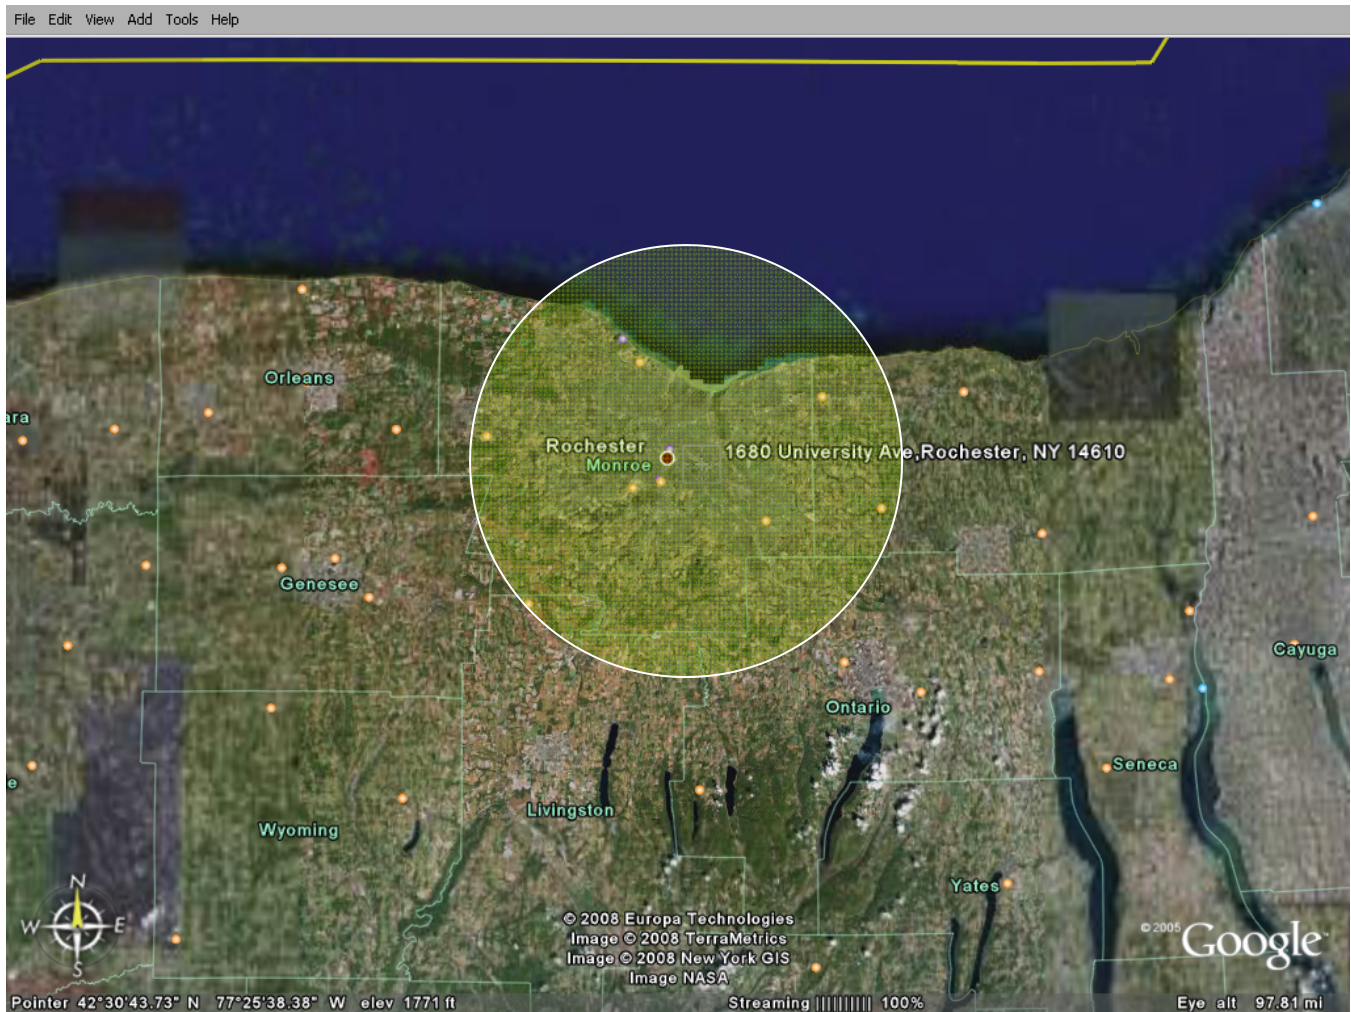 File Edit View Add Tools Help
Orleans
ara
Rochester
1680 University Ave,Rochester, NY 14610
Monroe
Genesee
Cayuga
Ontario
Seneca
e
Livingston
Wyoming
Yates
N
W E
S
© 2008 Europa Technologies
Image © 2008 TerraMetrics
Image © 2008 New York GIS
Image NASA
© 2005 Google™
Pointer 42°30'43.73" N 77°25'38.38" W elev 1771 ft Streaming |||||||||| 100% Eye alt 97.81 mi